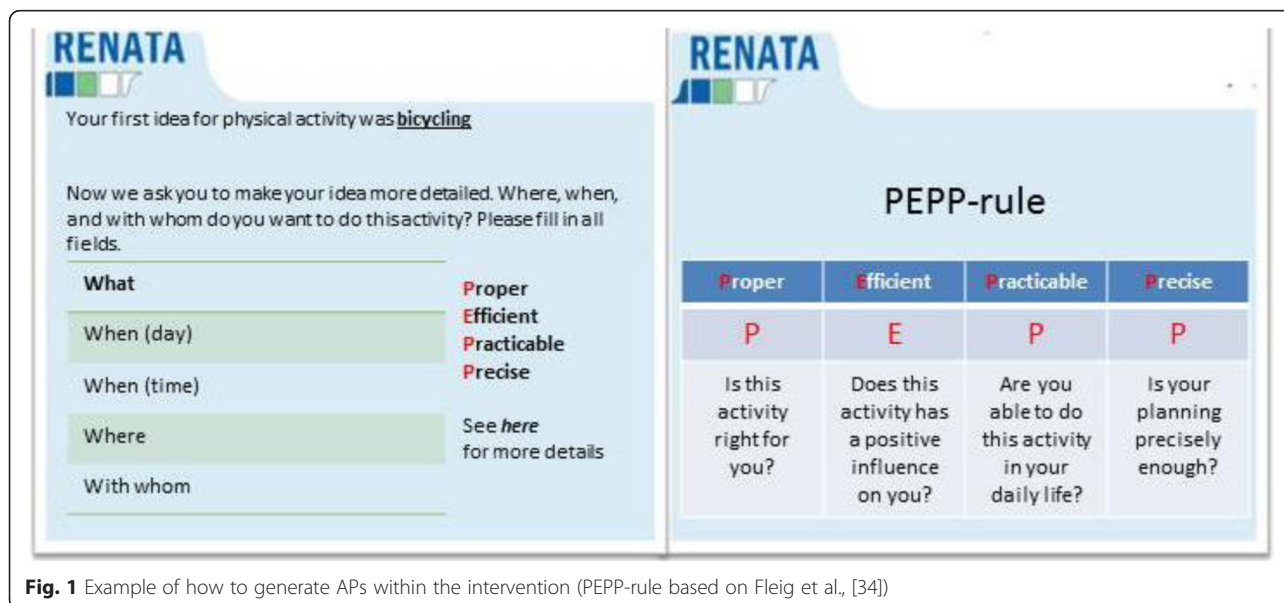 RENATA
Your first idea for physical activity was bicycling
Now we ask you to make your idea more detailed. Where, when,
and with whom do you want to do this activity? Please fill in all
fields.
What
When (day)
When (time)
Where
With whom
Proper
Efficient
Practicable
Precise
See here
for more details
RENATA
PEPP-rule
Proper Efficient Practicable Precise
P E P P
Is this
activity
right for
you?
Does this
activity has
a positive
influence
on you?
Are you
able to do
this activity
in your
daily life?
Is your
planning
precisely
enough?
Fig. 1 Example of how to generate APs within the intervention (PEPP-rule based on Fleig et al., [34])